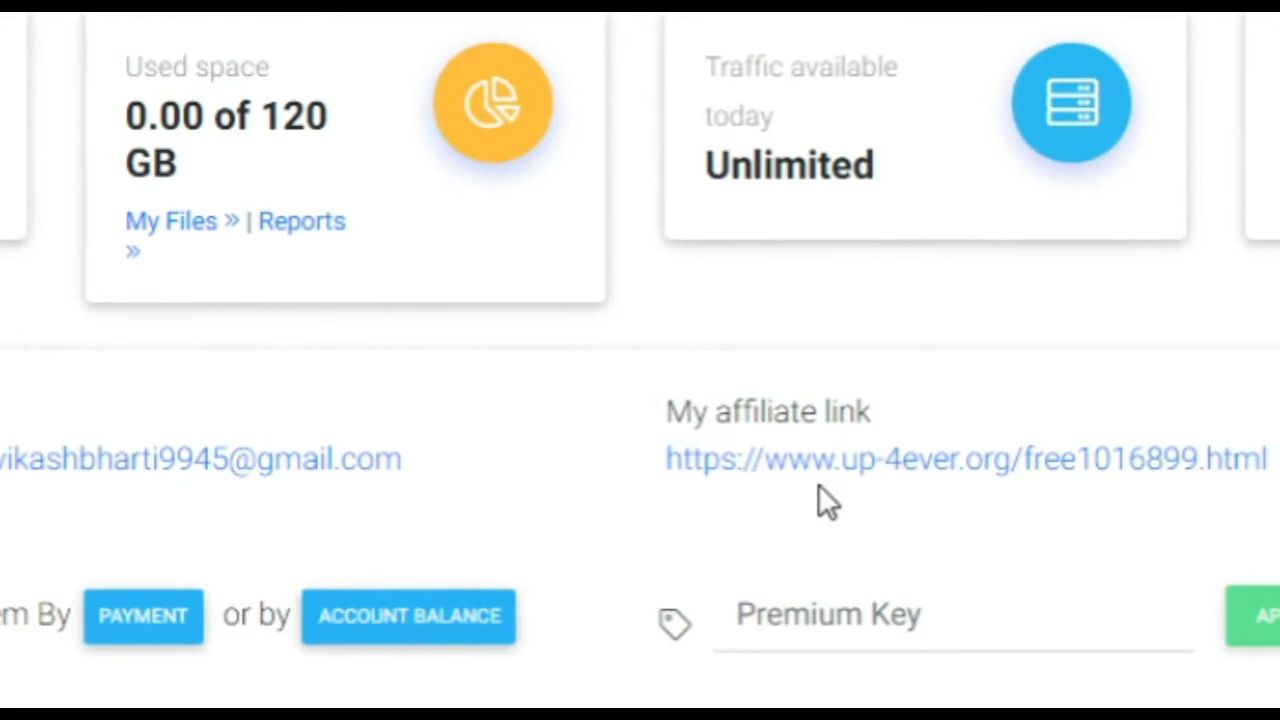 Used space
0.00 of 120
GB
My Files » | Reports
»
Traffic available
today
Unlimited
My affiliate link
vikashbharti9945@gmail.com
https://www.up-4ever.org/free1016899.html
By PAYMENT or by ACCOUNT BALANCE
Premium Key